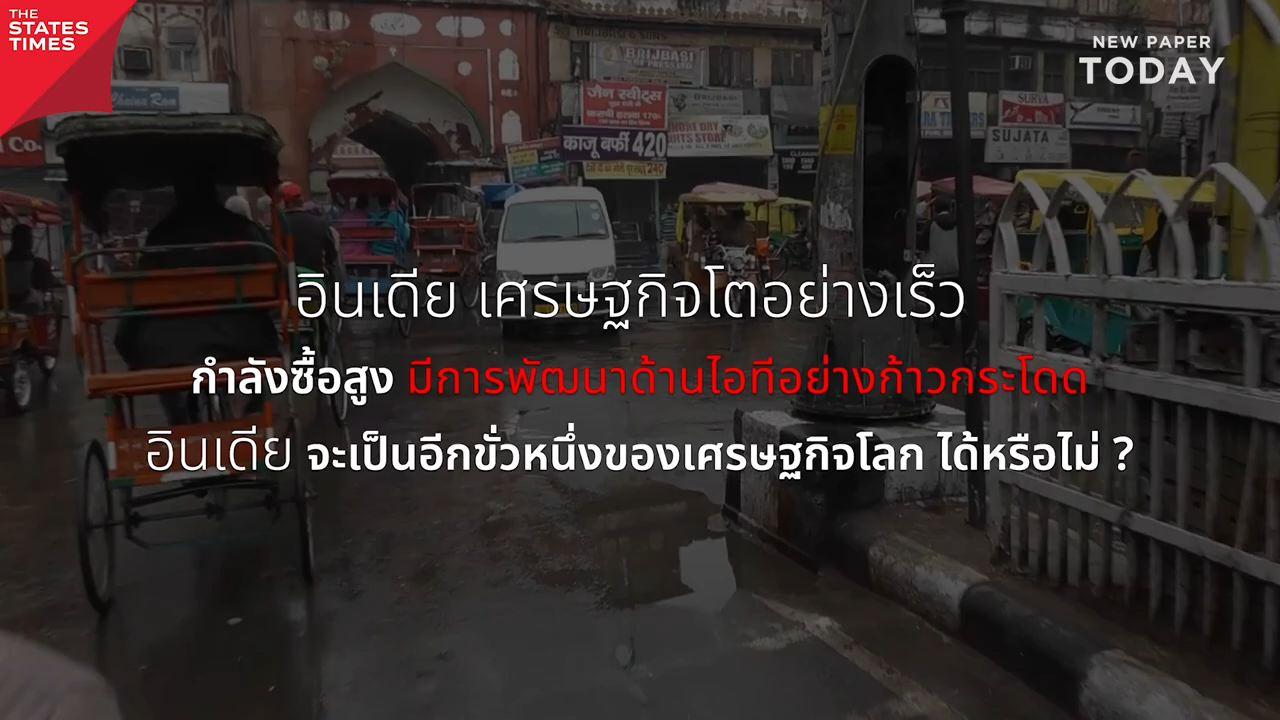 THE
STATES
TIMES
NEW PAPER
TODAY
BRIJBASI
जैन स्वीट्स
काजू बर्फी 420
SURYA
SUJATA
อินเดีย เศรษฐกิจโตอย่างเร็ว
กำลังซื้อสูง มีการพัฒนาด้านไอทีอย่างก้าวกระโดด
อินเดีย จะเป็นอีกขั่วหนึ่งของเศรษฐกิจโลก ได้หรือไม่ ?